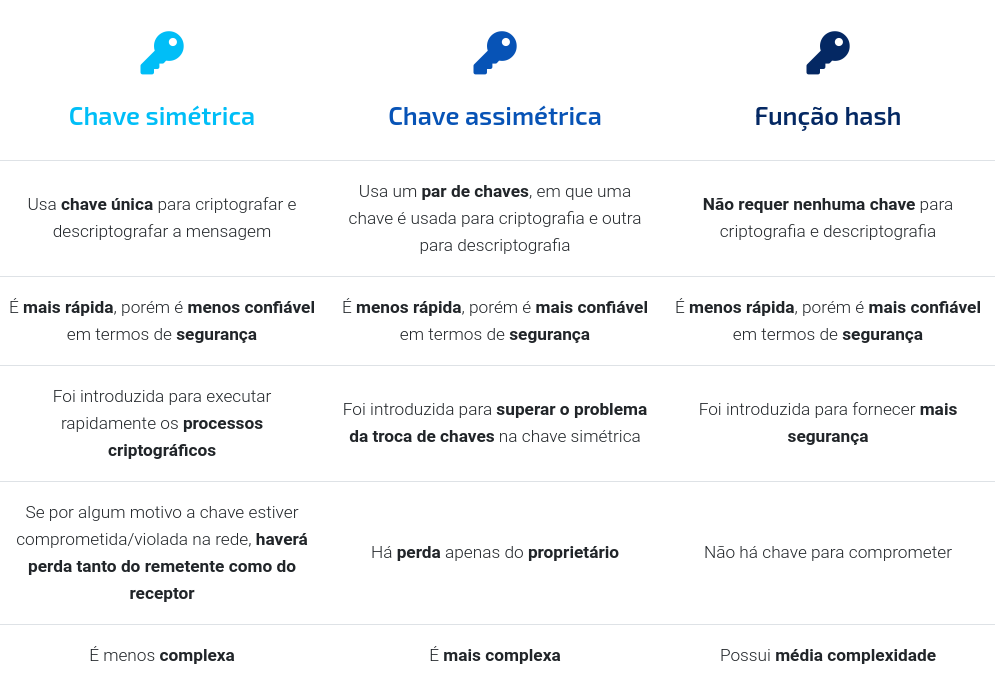 Chave simétrica
Chave assimétrica
Função hash
Usa chave única para criptografar e
descriptografar a mensagem
Usa um par de chaves, em que uma
chave é usada para criptografia e outra
para descriptografia
Não requer nenhuma chave para
criptografia e descriptografia
É mais rápida, porém é menos confiável
em termos de segurança
É menos rápida, porém é mais confiável
em termos de segurança
É menos rápida, porém é mais confiável
em termos de segurança
Foi introduzida para executar
rapidamente os processos
criptográficos
Foi introduzida para superar o problema
da troca de chaves na chave simétrica
Foi introduzida para fornecer mais
segurança
Se por algum motivo a chave estiver
comprometida/violada na rede, haverá
perda tanto do remetente como do
receptor
Há perda apenas do proprietário
Não há chave para comprometer
É menos complexa
É mais complexa
Possui média complexidade